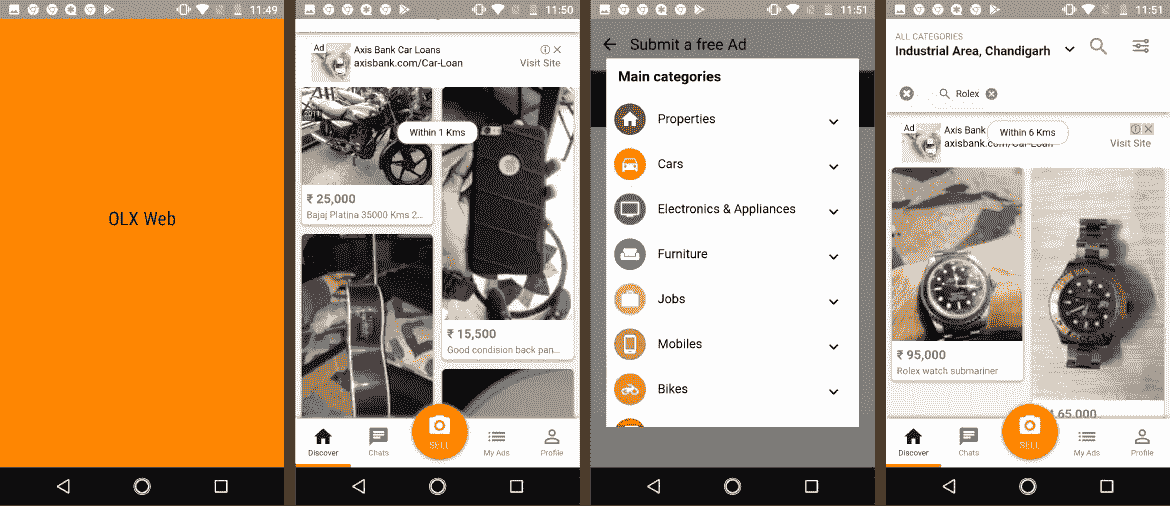 11:49
OLX Web
11:50
Ad
Axis Bank Car Loans
axisbank.com/Car-Loan
Visit Site
Within 1 Kms
₹ 25,000
Bajaj Platina 35000 Kms 2...
₹ 15,500
Good condision back pan...
Discover
Chats
SELL
My Ads
Profile
11:51
Submit a free Ad
Main categories
Properties
Cars
Electronics & Appliances
Furniture
Jobs
Mobiles
Bikes
11:51
ALL CATEGORIES
Industrial Area, Chandigarh
Rolex
Ad
Axis Bank
axisbank.com/Car-Loan
Visit Site
Within 6 Kms
₹ 95,000
Rolex watch submariner
65,000
Discover
Chats
SELL
My Ads
Profile